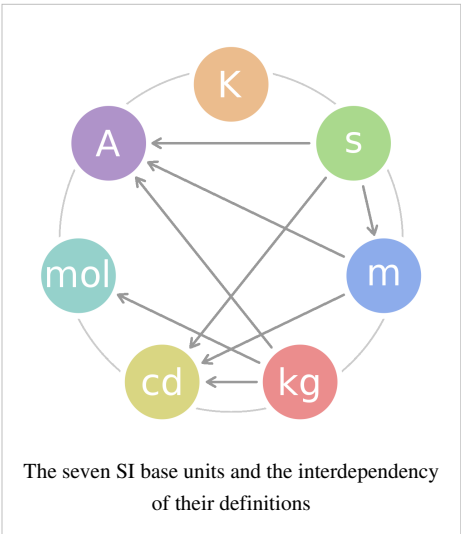 K
A
s
mol
m
cd
kg
The seven SI base units and the interdependency
of their definitions